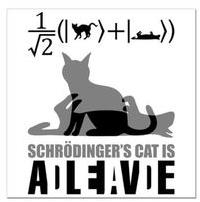 1/√2(|⟩+|⟩)
SCHRÖDINGER'S CAT IS
ADLEAVDE